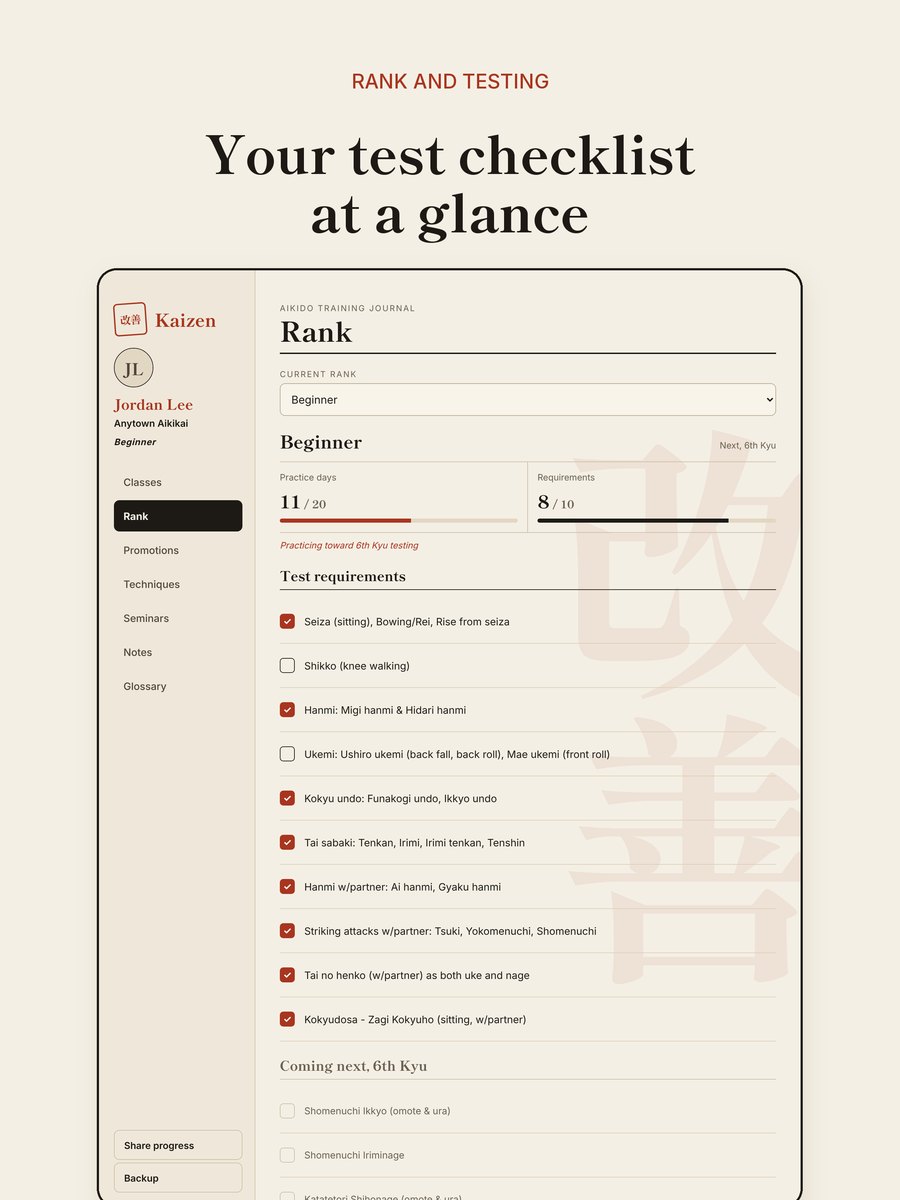 RANK AND TESTING
Your test checklist
at a glance
改善
Kaizen
JL
Jordan Lee
Anytown Aikikai
Beginner
Classes
Rank
Promotions
Techniques
Seminars
Notes
Glossary
Share progress
Backup
AIKIDO TRAINING JOURNAL
Rank
CURRENT RANK
Beginner
Beginner
Next, 6th Kyu
Practice days
11 / 20
Requirements
8 / 10
Practicing toward 6th Kyu testing
Test requirements
Seiza (sitting), Bowing/Rei, Rise from seiza
Shikko (knee walking)
Hanmi: Migi hanmi & Hidari hanmi
Ukemi: Ushiro ukemi (back fall, back roll), Mae ukemi (front roll)
Kokyu undo: Funakogi undo, Ikkyo undo
Tai sabaki: Tenkan, Irimi, Irimi tenkan, Tenshin
Hanmi w/partner: Ai hanmi, Gyaku hanmi
Striking attacks w/partner: Tsuki, Yokomenuchi, Shomenuchi
Tai no henko (w/partner) as both uke and nage
Kokyudosa - Zagi Kokyuho (sitting, w/partner)
Coming next, 6th Kyu
Shomenuchi Ikkyo (omote & ura)
Shomenuchi Iriminage
Katatetori Shihonage (omote & ura)
改善